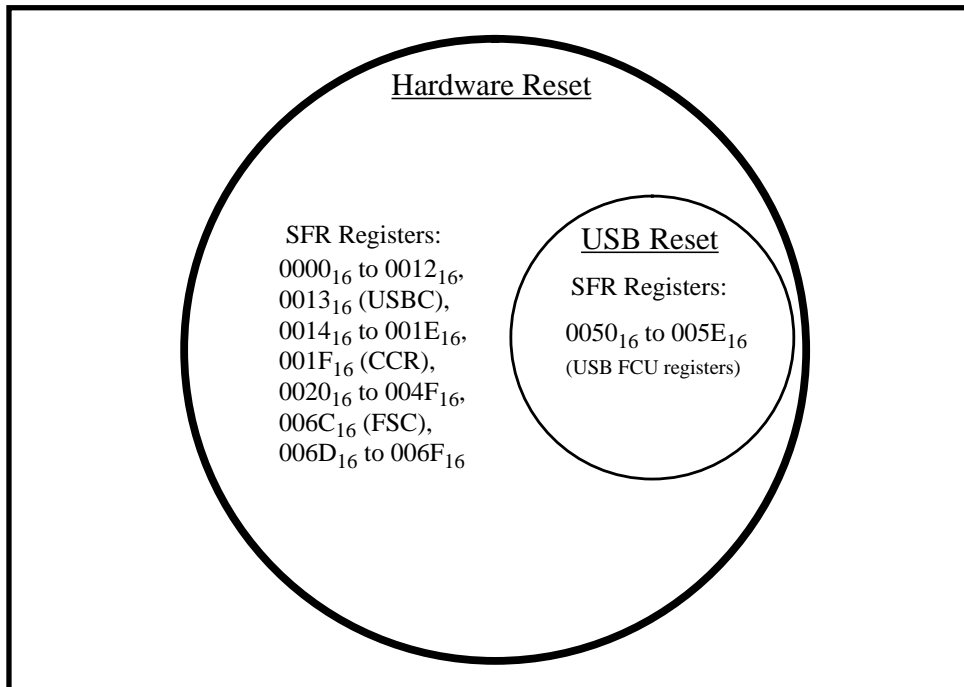 Hardware Reset
SFR Registers:
0000₁₆ to 0012₁₆,
0013₁₆ (USBC),
0014₁₆ to 001E₁₆,
001F₁₆ (CCR),
0020₁₆ to 004F₁₆,
006C₁₆ (FSC),
006D₁₆ to 006F₁₆
USB Reset
SFR Registers:
0050₁₆ to 005E₁₆
(USB FCU registers)